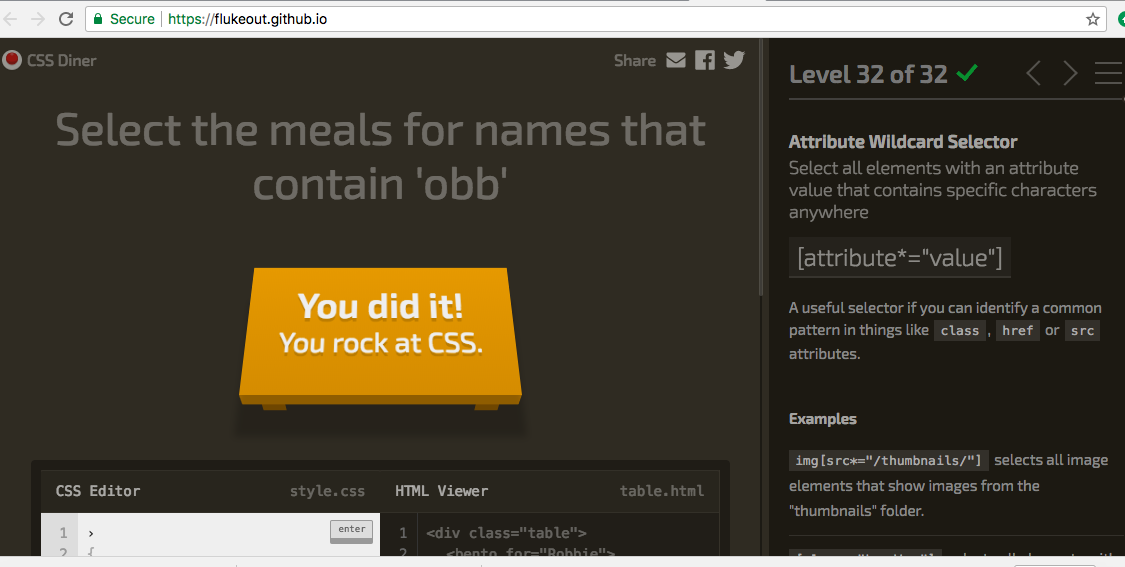 Secure https://flukeout.github.io
CSS Diner
Share
Select the meals for names that
contain 'obb'
You did it!
You rock at CSS.
CSS Editor style.css
HTML Viewer table.html
1 enter
2 {
1 <div class="table">
2 <bento for="Robbie">
Level 32 of 32
Attribute Wildcard Selector
Select all elements with an attribute
value that contains specific characters
anywhere
[attribute*="value"]
A useful selector if you can identify a common
pattern in things like class, href or src
attributes.
Examples
img[src*="/thumbnails/"] selects all image
elements that show images from the
"thumbnails" folder.